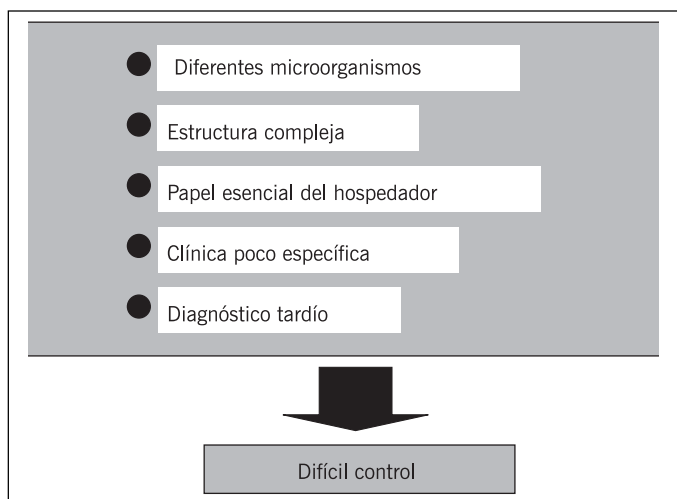 Diferentes microorganismos
Estructura compleja
Papel esencial del hospedador
Clínica poco específica
Diagnóstico tardío
Difícil control